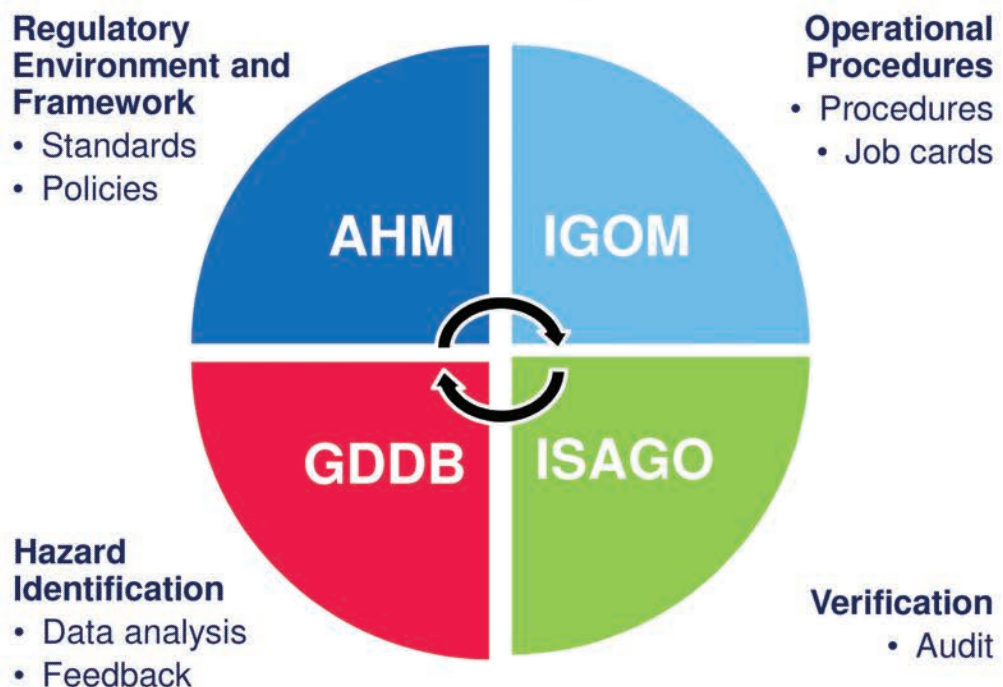 Regulatory
Environment and
Framework
• Standards
• Policies
Operational
Procedures
• Procedures
• Job cards
AHM
IGOM
GDDB
ISAGO
Hazard
Identification
• Data analysis
• Feedback
Verification
• Audit